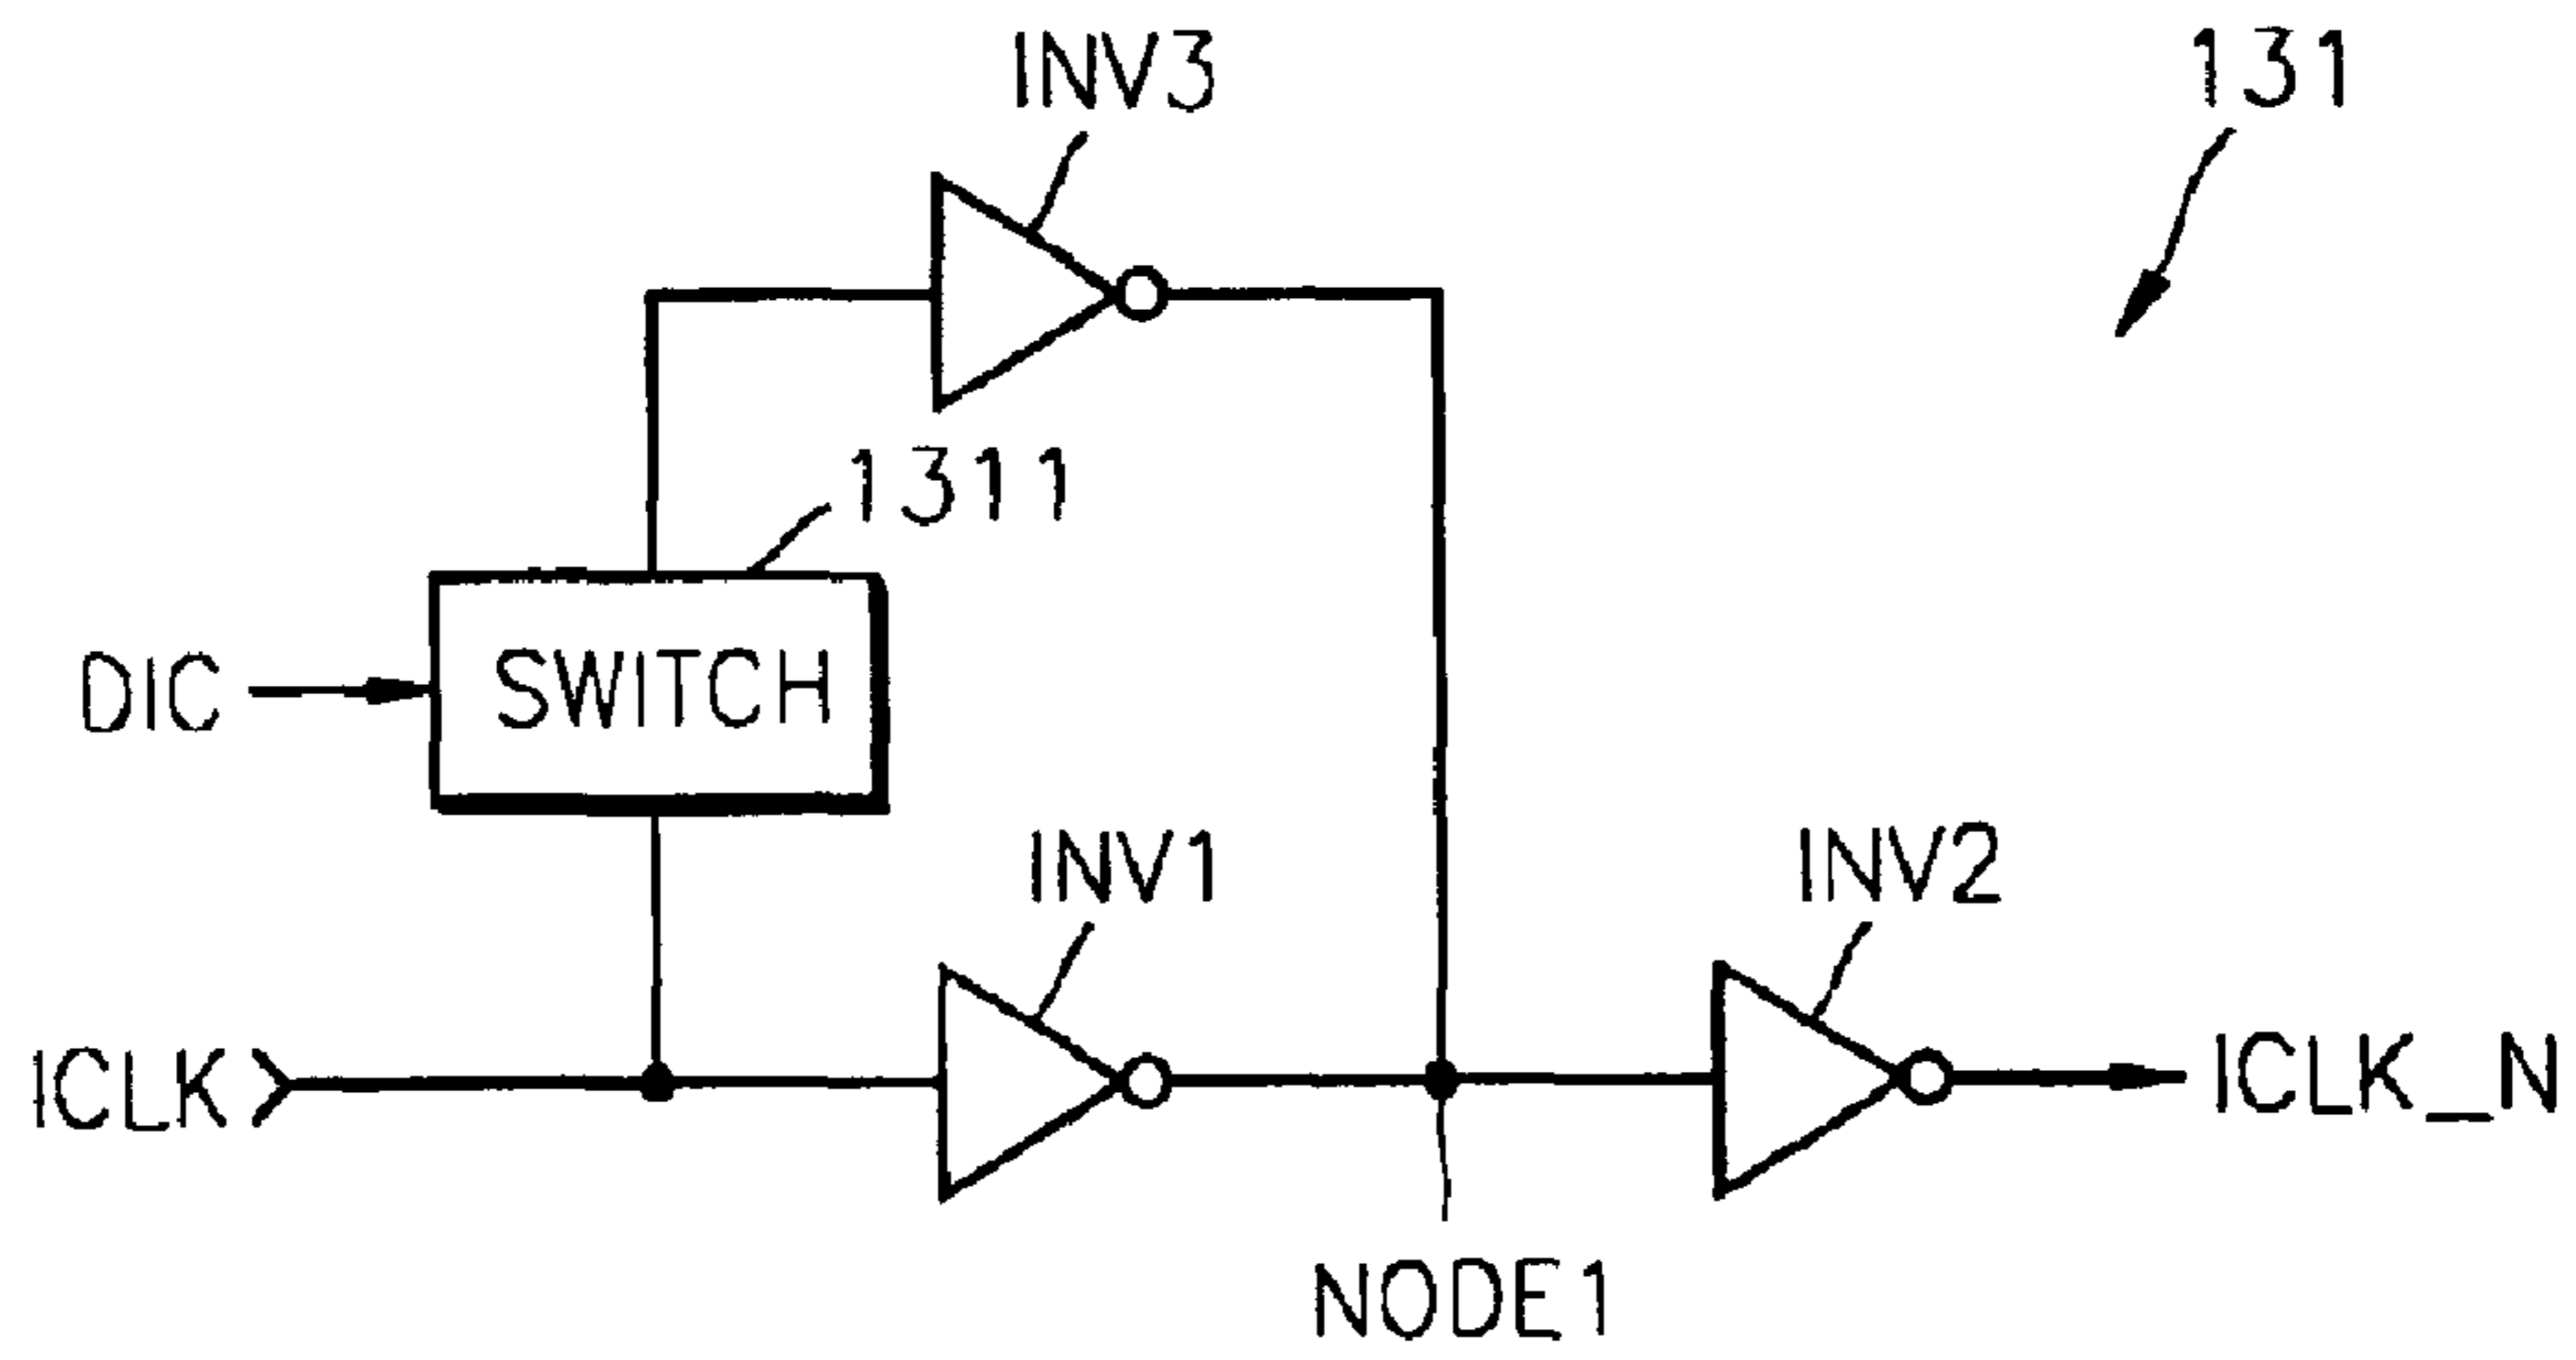 INV3
131
1311
DIC
SWITCH
INV1
INV2
ICLK
ICLK_N
NODE1